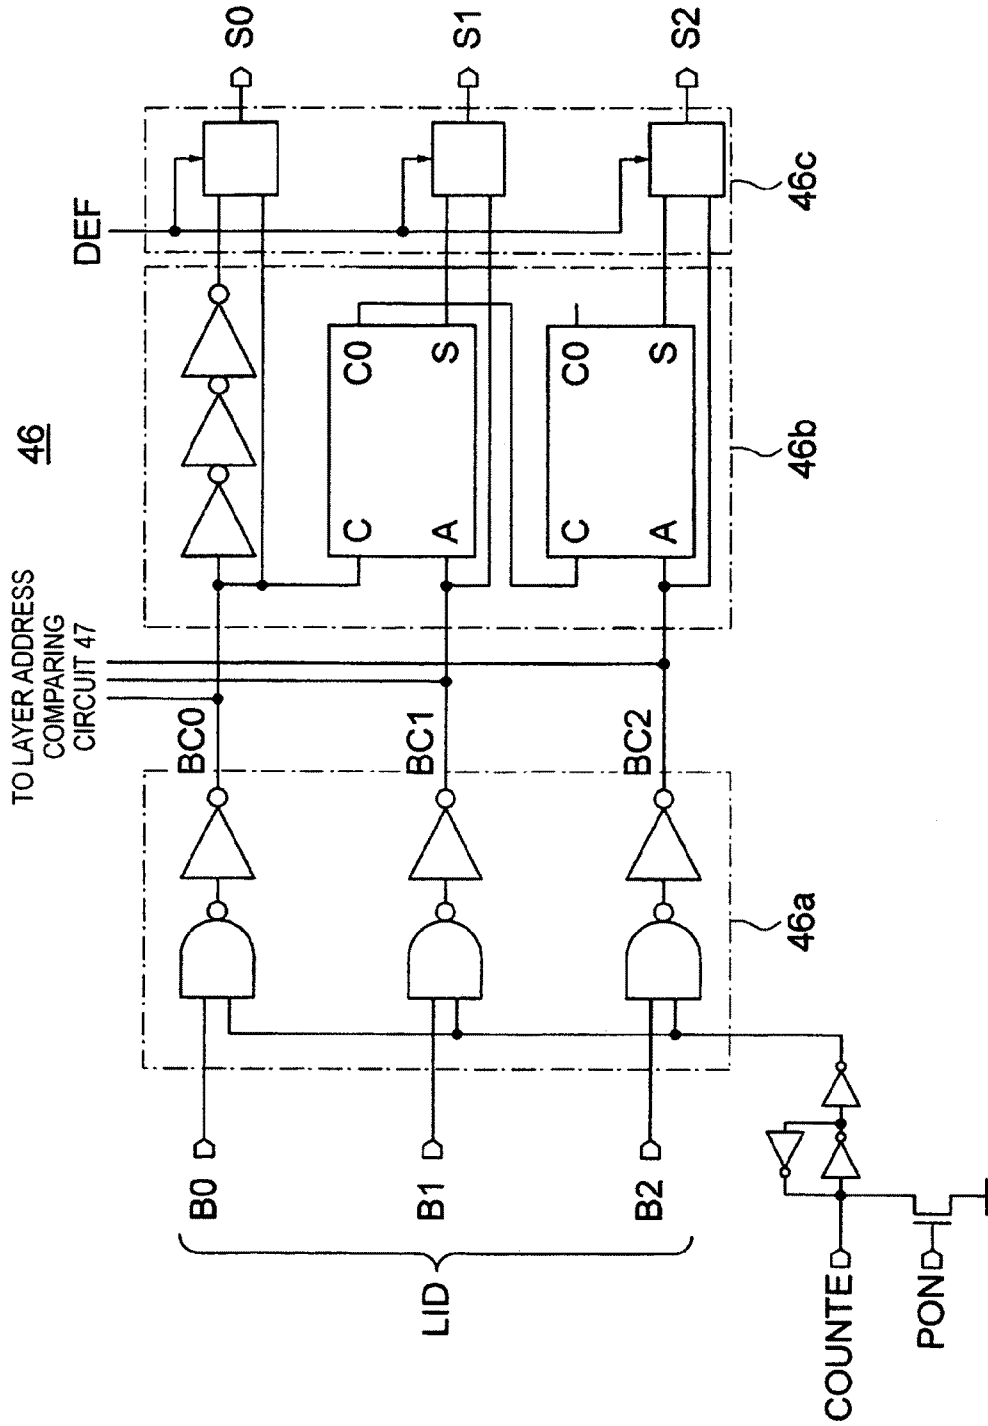 46
TO LAYER ADDRESS
COMPARING
CIRCUIT 47
DEF
LID
B0
BC0
S0
B1
BC1
C
A
C0
S
S1
B2
BC2
C
A
C0
S
S2
46a
46b
46c
COUNTE
PON